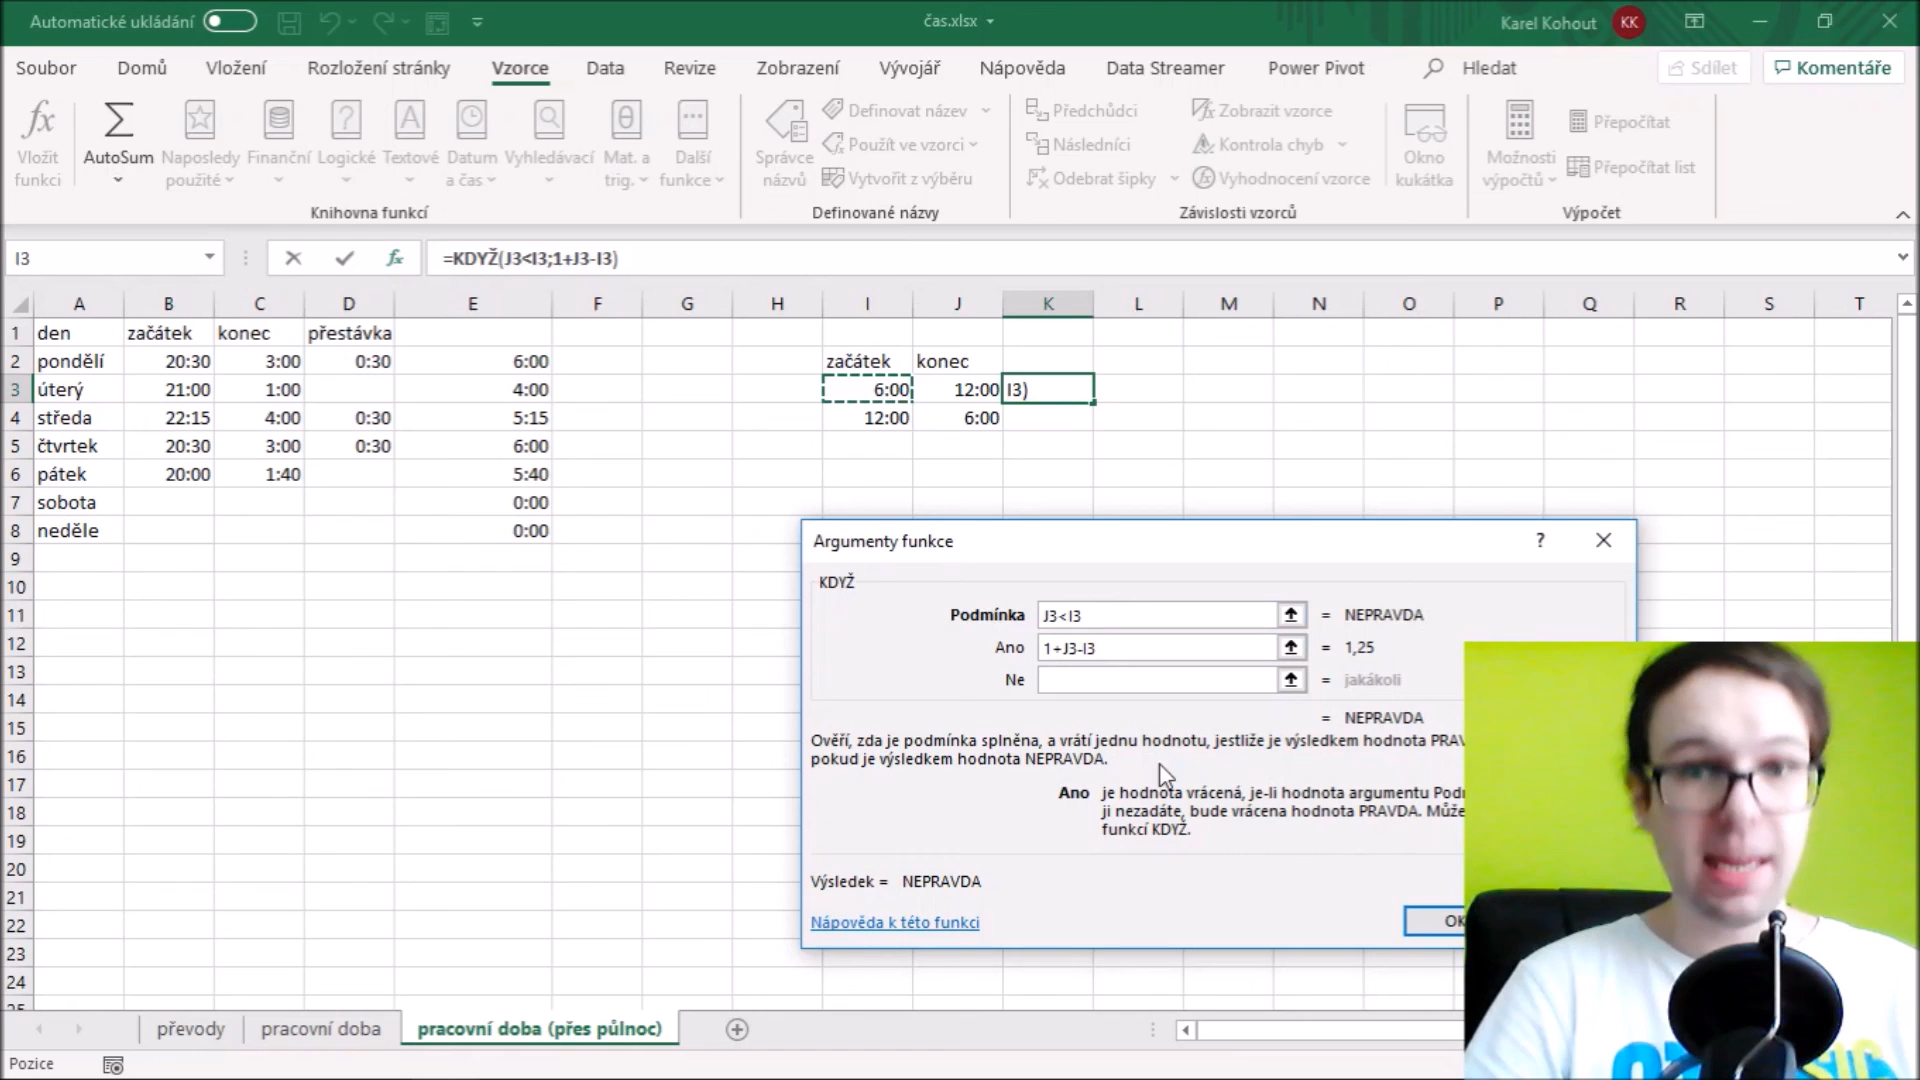 Automatické ukládání
čas.xlsx
Karel Kohout KK
Soubor Domů Vložení Rozložení stránky Vzorce Data Revize Zobrazení Vývojář Nápověda Data Streamer Power Pivot Hledat Sdílet Komentáře
Vložit funkci
AutoSum
Naposledy použité
Finanční
Logické
Textové
Datum a čas
Vyhledávací
Mat. a trig.
Další funkce
Knihovna funkcí
Správce názvů
Definovat název
Použít ve vzorci
Vytvořit z výběru
Definované názvy
Předchůdci
Následníci
Odebrat šipky
Zobrazit vzorce
Kontrola chyb
Vyhodnocení vzorce
Závislosti vzorců
Okno kukátka
Možnosti výpočtů
Přepočítat
Přepočítat list
Výpočet
I3 fx =KDYŽ(J3<I3;1+J3-I3)
A B C D E F G H I J K L M N O P Q R S T
1 den začátek konec přestávka
2 pondělí 20:30 3:00 0:30 6:00 začátek konec
3 úterý 21:00 1:00 4:00 6:00 12:00 I3)
4 středa 22:15 4:00 0:30 5:15 12:00 6:00
5 čtvrtek 20:30 3:00 0:30 6:00
6 pátek 20:00 1:40 5:40
7 sobota 0:00
8 neděle 0:00
9
10
11
12
13
14
15
16
17
18
19
20
21
22
23
24
25
Argumenty funkce ?
KDYŽ
Podmínka J3<I3 = NEPRAVDA
Ano 1+J3-I3 = 1,25
Ne = jakákoli
= NEPRAVDA
Ověří, zda je podmínka splněna, a vrátí jednu hodnotu, jestliže je výsledkem hodnota PRAV
pokud je výsledkem hodnota NEPRAVDA.
Ano je hodnota vrácená, je-li hodnota argumentu Podm
ji nezadáte, bude vrácena hodnota PRAVDA. Může
funkcí KDYŽ.
Výsledek = NEPRAVDA
Nápověda k této funkci
OK
převody pracovní doba pracovní doba (přes půlnoc)
Pozice